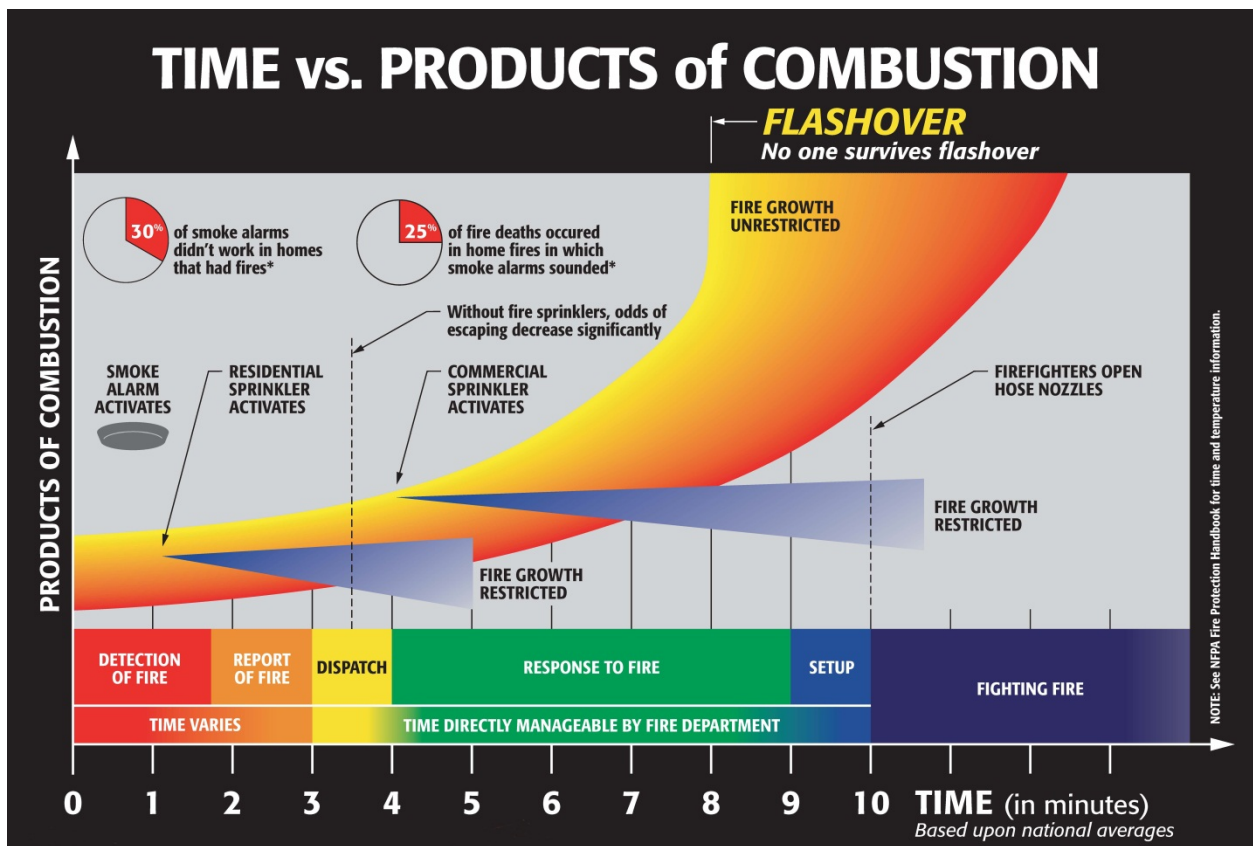 TIME vs. PRODUCTS of COMBUSTION
FLASHOVER
No one survives flashover
PRODUCTS OF COMBUSTION
30%
of smoke alarms
didn't work in homes
that had fires*
25%
of fire deaths occured
in home fires in which
smoke alarms sounded*
FIRE GROWTH
UNRESTRICTED
Without fire sprinklers, odds of
escaping decrease significantly
SMOKE
ALARM
ACTIVATES
RESIDENTIAL
SPRINKLER
ACTIVATES
COMMERCIAL
SPRINKLER
ACTIVATES
FIREFIGHTERS OPEN
HOSE NOZZLES
FIRE GROWTH
RESTRICTED
FIRE GROWTH
RESTRICTED
NOTE: See NFPA Fire Protection Handbook for time and temperature information.
DETECTION
OF FIRE
REPORT
OF FIRE
DISPATCH
RESPONSE TO FIRE
SETUP
FIGHTING FIRE
TIME VARIES
TIME DIRECTLY MANAGEABLE BY FIRE DEPARTMENT
0 1 2 3 4 5 6 7 8 9 10 TIME (in minutes)
Based upon national averages